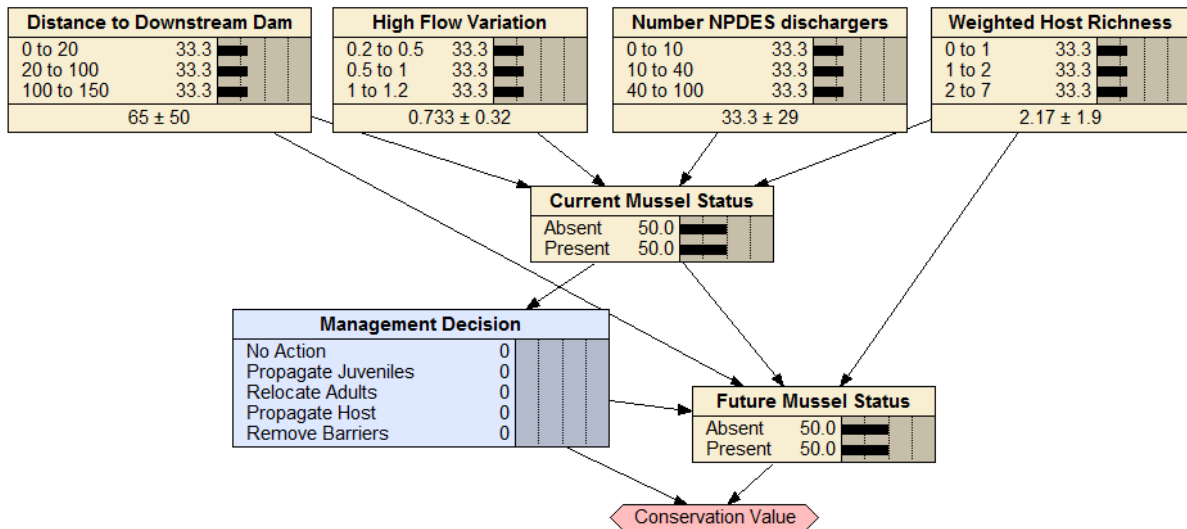 Distance to Downstream Dam
0 to 20 33.3
20 to 100 33.3
100 to 150 33.3
65 ± 50
High Flow Variation
0.2 to 0.5 33.3
0.5 to 1 33.3
1 to 1.2 33.3
0.733 ± 0.32
Number NPDES dischargers
0 to 10 33.3
10 to 40 33.3
40 to 100 33.3
33.3 ± 29
Weighted Host Richness
0 to 1 33.3
1 to 2 33.3
2 to 7 33.3
2.17 ± 1.9
Current Mussel Status
Absent 50.0
Present 50.0
Management Decision
No Action 0
Propagate Juveniles 0
Relocate Adults 0
Propagate Host 0
Remove Barriers 0
Future Mussel Status
Absent 50.0
Present 50.0
Conservation Value